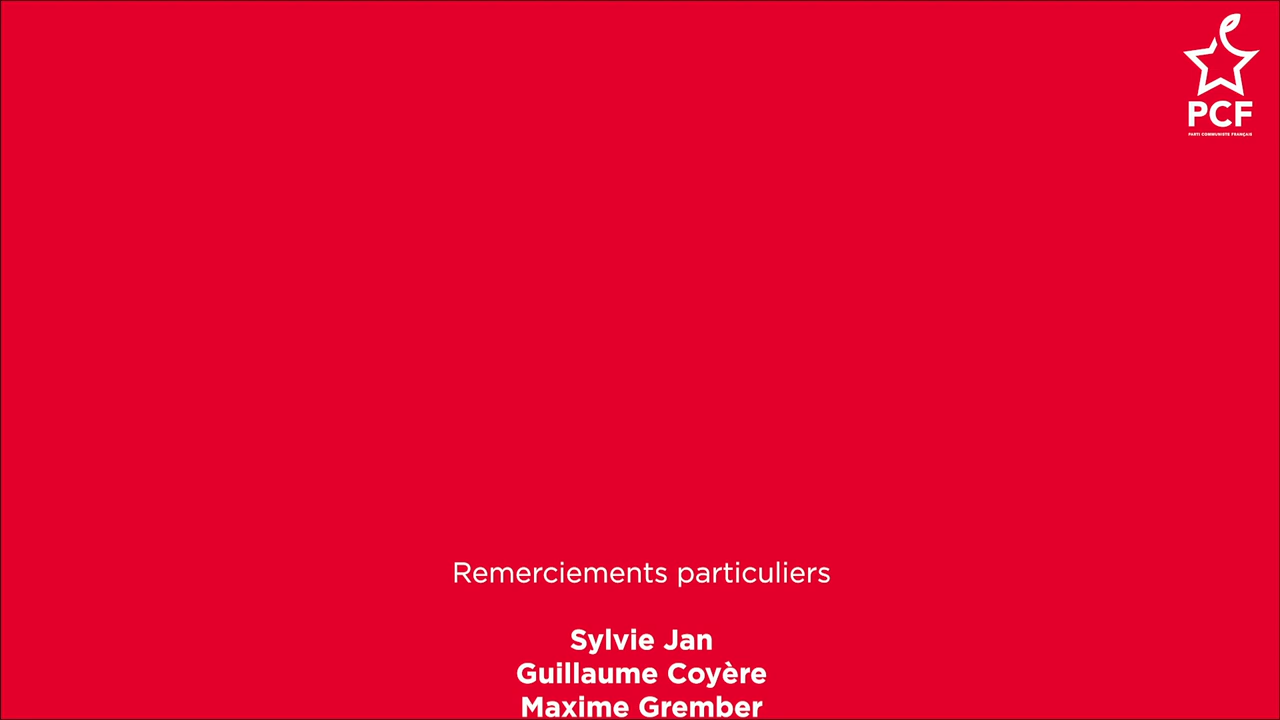 PCF
PARTI COMMUNISTE FRANÇAIS
Remerciements particuliers
Sylvie Jan
Guillaume Coyère
Maxime Grember